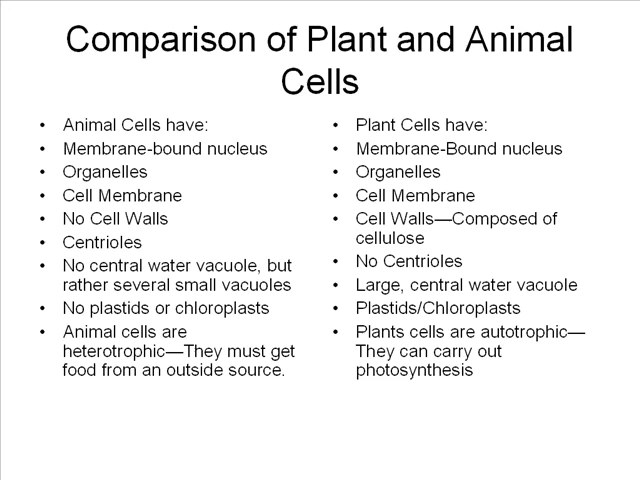 Comparison of Plant and Animal
Cells
• Animal Cells have:
• Membrane-bound nucleus
• Organelles
• Cell Membrane
• No Cell Walls
• Centrioles
• No central water vacuole, but
rather several small vacuoles
• No plastids or chloroplasts
• Animal cells are
heterotrophic—They must get
food from an outside source.
• Plant Cells have:
• Membrane-Bound nucleus
• Organelles
• Cell Membrane
• Cell Walls—Composed of
cellulose
• No Centrioles
• Large, central water vacuole
• Plastids/Chloroplasts
• Plants cells are autotrophic—
They can carry out
photosynthesis